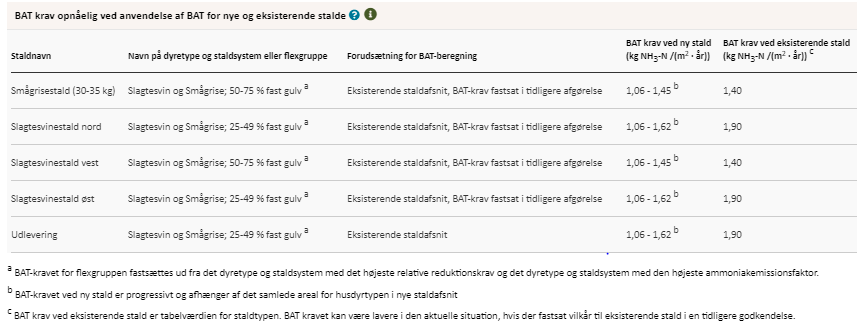 BAT krav opnåelig ved anvendelse af BAT for nye og eksisterende stalde ? i
Staldnavn Navn på dyretype og staldsystem eller flexgruppe Forudsætning for BAT-beregning BAT krav ved ny stald (kg NH3-N /(m² · år)) BAT krav ved eksisterende stald (kg NH3-N /(m² · år)) c
Smågrisestald (30-35 kg) Slagtesvin og Smågrise; 50-75 % fast gulv a Eksisterende staldafsnit, BAT-krav fastsat i tidligere afgørelse 1,06 - 1,45 b 1,40
Slagtesvinestald nord Slagtesvin og Smågrise; 25-49 % fast gulv a Eksisterende staldafsnit, BAT-krav fastsat i tidligere afgørelse 1,06 - 1,62 b 1,90
Slagtesvinestald vest Slagtesvin og Smågrise; 50-75 % fast gulv a Eksisterende staldafsnit, BAT-krav fastsat i tidligere afgørelse 1,06 - 1,45 b 1,40
Slagtesvinestald øst Slagtesvin og Smågrise; 25-49 % fast gulv a Eksisterende staldafsnit, BAT-krav fastsat i tidligere afgørelse 1,06 - 1,62 b 1,90
Udlevering Slagtesvin og Smågrise; 25-49 % fast gulv a Eksisterende staldafsnit 1,06 - 1,62 b 1,90
a BAT-kravet for flexgruppen fastsættes ud fra det dyretype og staldsystem med det højeste relative reduktionskrav og det dyretype og staldsystem med den højeste ammoniakemissionsfaktor.
b BAT-kravet ved ny stald er progressivt og afhænger af det samlede areal for husdyrtypen i nye staldafsnit
c BAT krav ved eksisterende stald er tabelværdien for staldtypen. BAT kravet kan være lavere i den aktuelle situation, hvis der fastsat vilkår til eksisterende stald i en tidligere godkendelse.